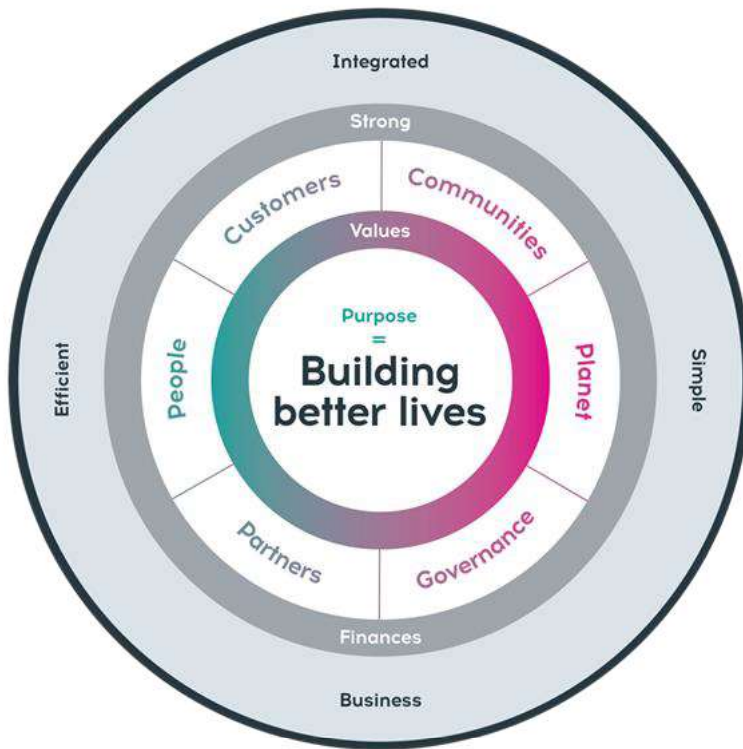 Integrated
Strong
Customers
Communities
Values
Purpose
=
Building
better lives
Efficient
People
Planet
Simple
Partners
Governance
Finances
Business